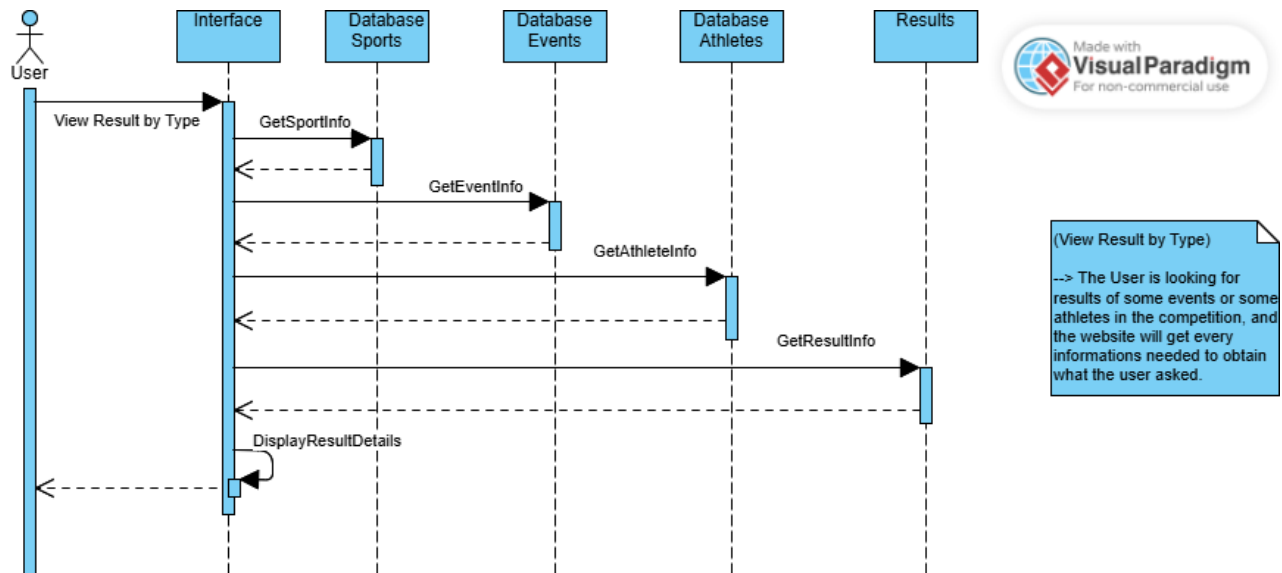 Interface
Database
Sports
Database
Events
Database
Athletes
Results
User
Made with
Visual Paradigm
For non-commercial use
View Result by Type
GetSportInfo
GetEventInfo
GetAthleteInfo
GetResultInfo
DisplayResultDetails
(View Result by Type)
--> The User is looking for
results of some events or some
athletes in the competition, and
the website will get every
informations needed to obtain
what the user asked.